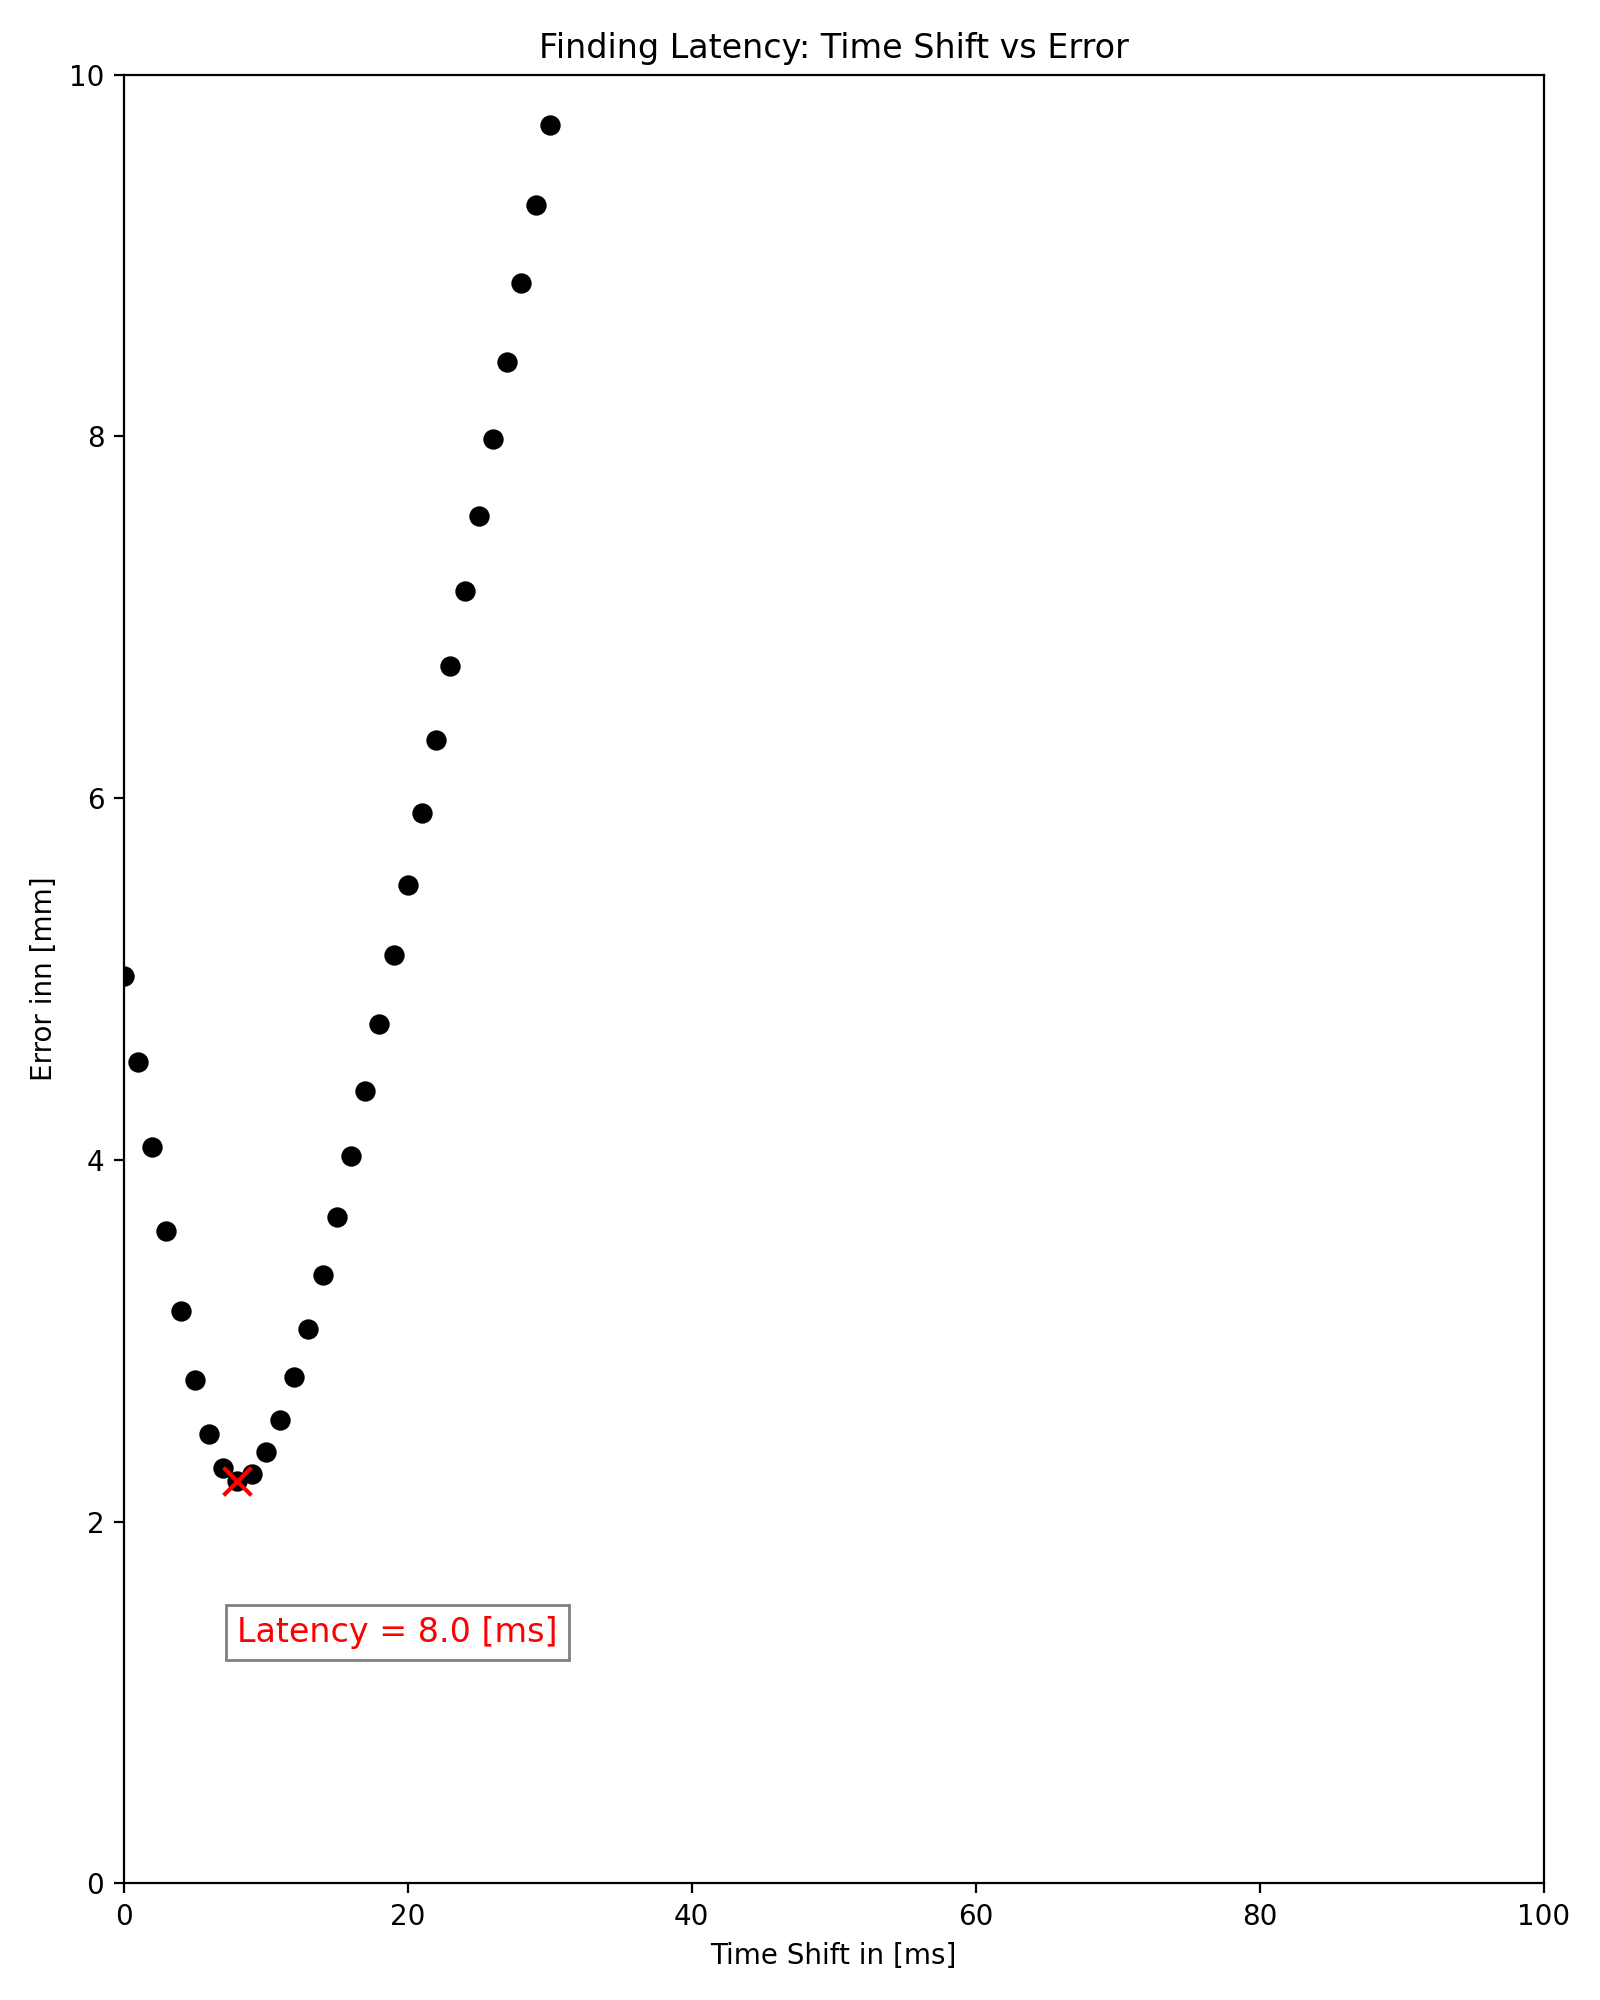 Finding Latency: Time Shift vs Error
10
8
6
4
2
0
Error inn [mm]
Latency = 8.0 [ms]
0 20 40 60 80 100
Time Shift in [ms]